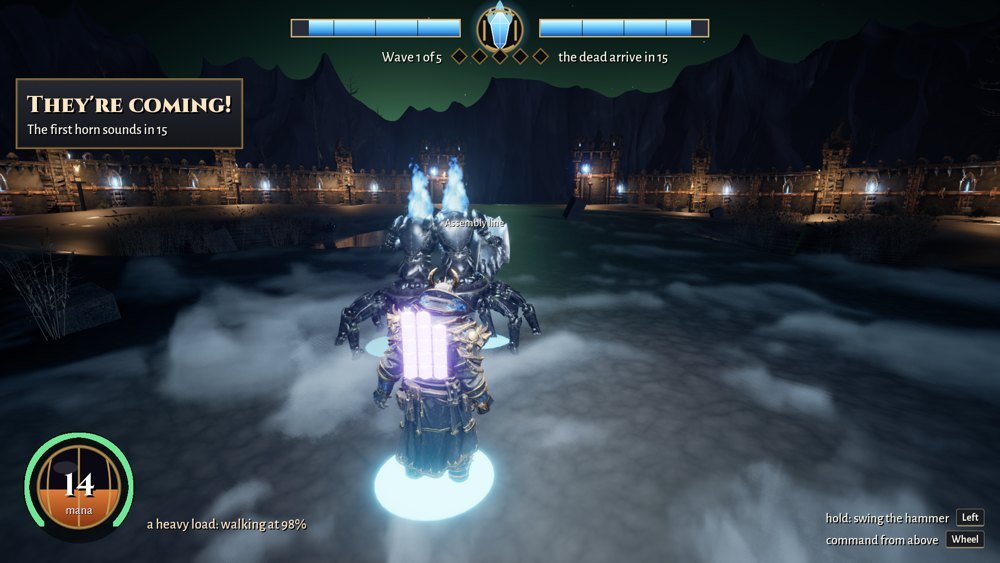 Wave 1 of 5
the dead arrive in 15
They're coming!
The first horn sounds in 15
Assembly line
14
mana
a heavy load: walking at 98%
hold: swing the hammer Left
command from above Wheel